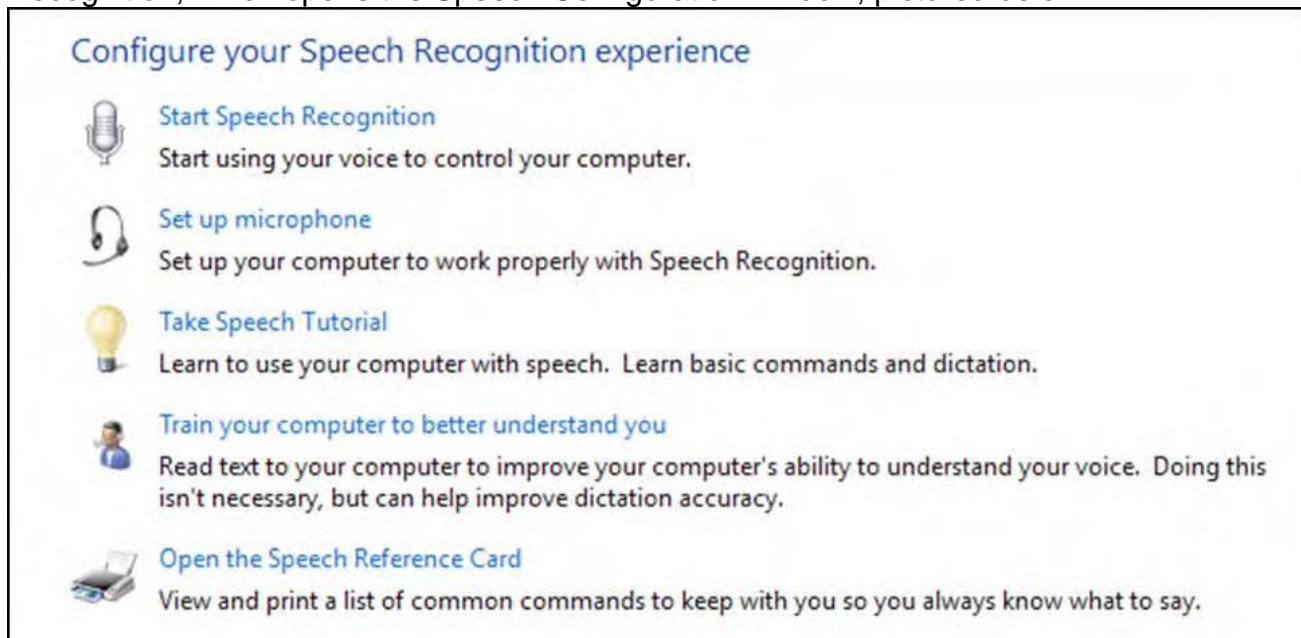 Configure your Speech Recognition experience
Start Speech Recognition
Start using your voice to control your computer.
Set up microphone
Set up your computer to work properly with Speech Recognition.
Take Speech Tutorial
Learn to use your computer with speech.  Learn basic commands and dictation.
Train your computer to better understand you
Read text to your computer to improve your computer's ability to understand your voice.  Doing this
isn't necessary, but can help improve dictation accuracy.
Open the Speech Reference Card
View and print a list of common commands to keep with you so you always know what to say.